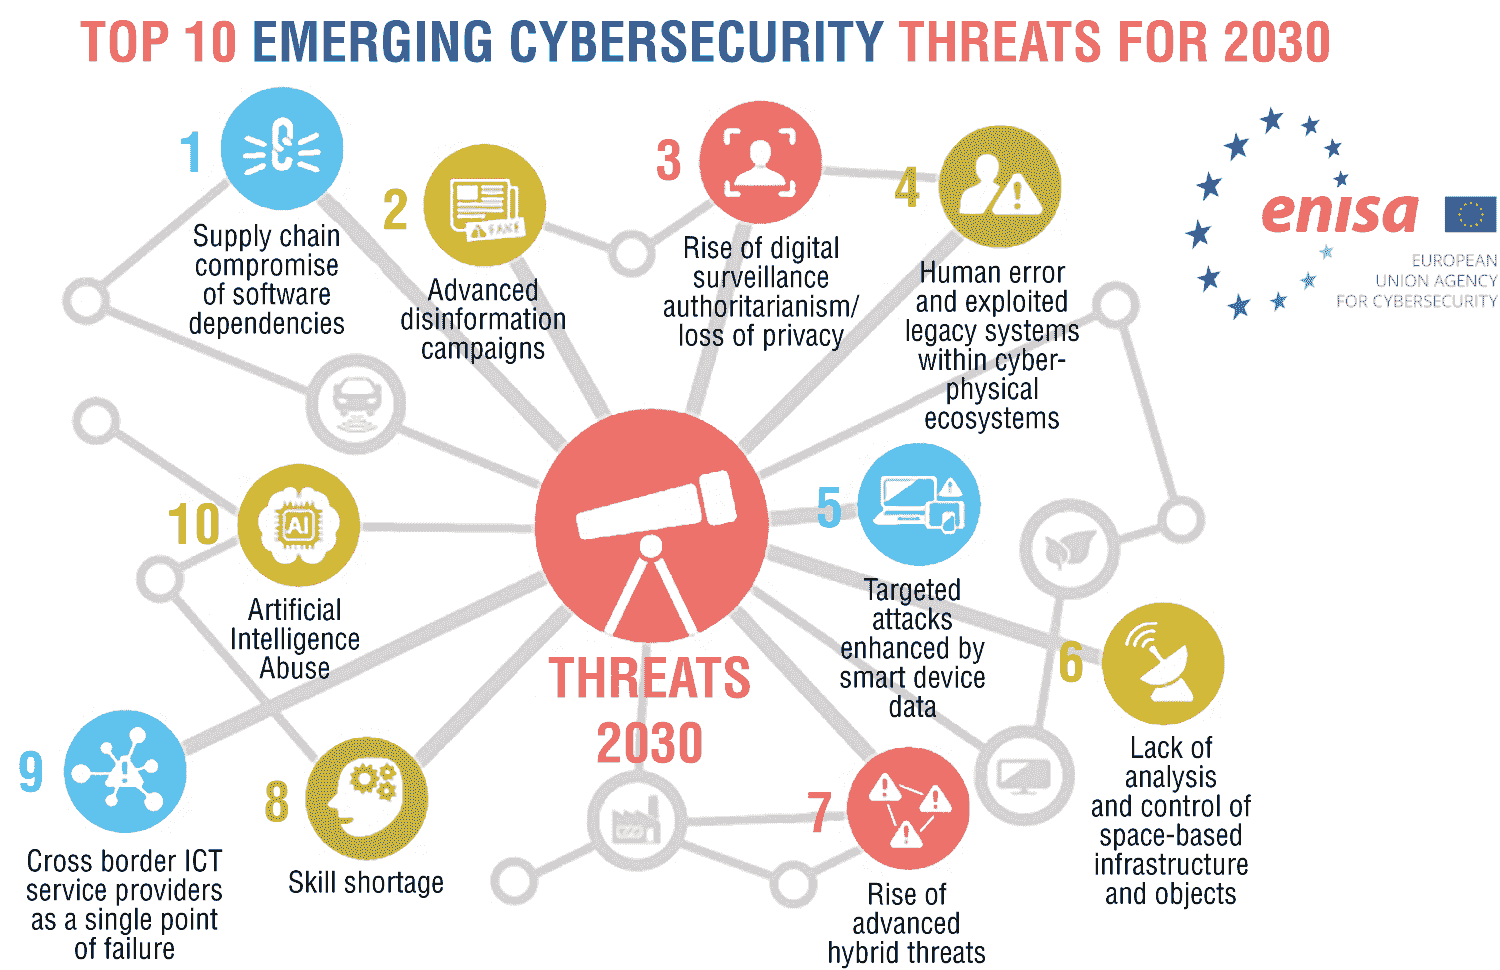 TOP 10 EMERGING CYBERSECURITY THREATS FOR 2030
1
Supply chain
compromise
of software
dependencies
2
FAKE
Advanced
disinformation
campaigns
3
Rise of digital
surveillance
authoritarianism/
loss of privacy
4
Human error
and exploited
legacy systems
within cyber-
physical
ecosystems
enisa
EUROPEAN
UNION AGENCY
FOR CYBERSECURITY
5
Targeted
attacks
enhanced by
smart device
data
6
Lack of
analysis
and control of
space-based
infrastructure
and objects
7
Rise of
advanced
hybrid threats
8
Skill shortage
9
Cross border ICT
service providers
as a single point
of failure
10
AI
Artificial
Intelligence
Abuse
THREATS
2030